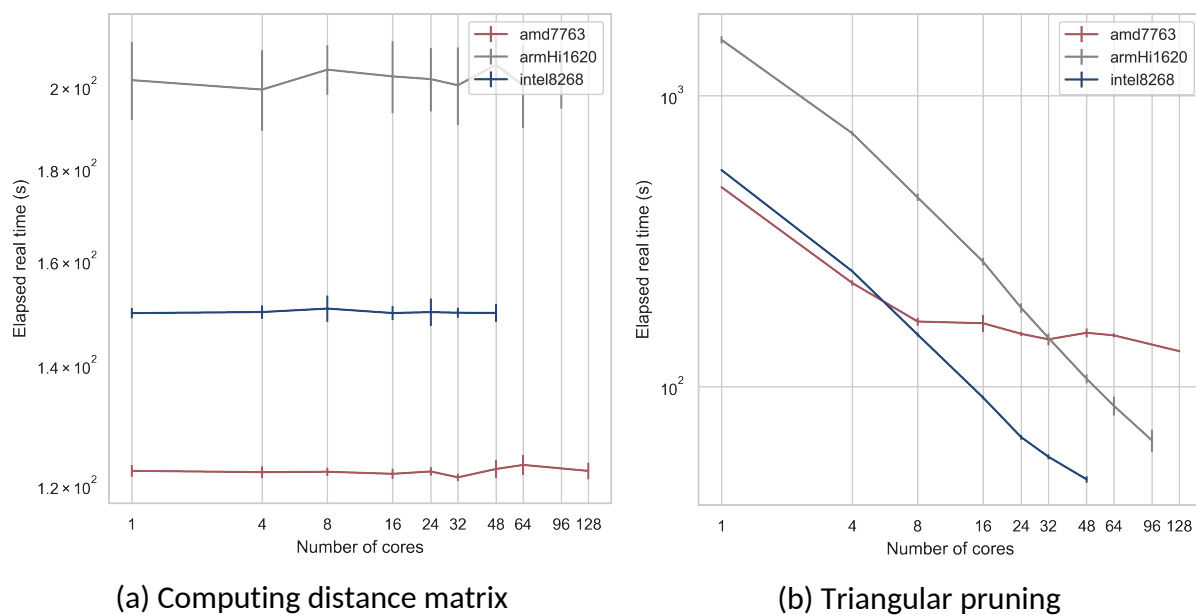 amd7763
armHi1620
intel8268
2 × 10²
1.8 × 10²
1.6 × 10²
1.4 × 10²
1.2 × 10²
Elapsed real time (s)
1 4 8 16 24 32 48 64 96 128
Number of cores
(a) Computing distance matrix
amd7763
armHi1620
intel8268
10³
10²
Elapsed real time (s)
1 4 8 16 24 32 48 64 96 128
Number of cores
(b) Triangular pruning